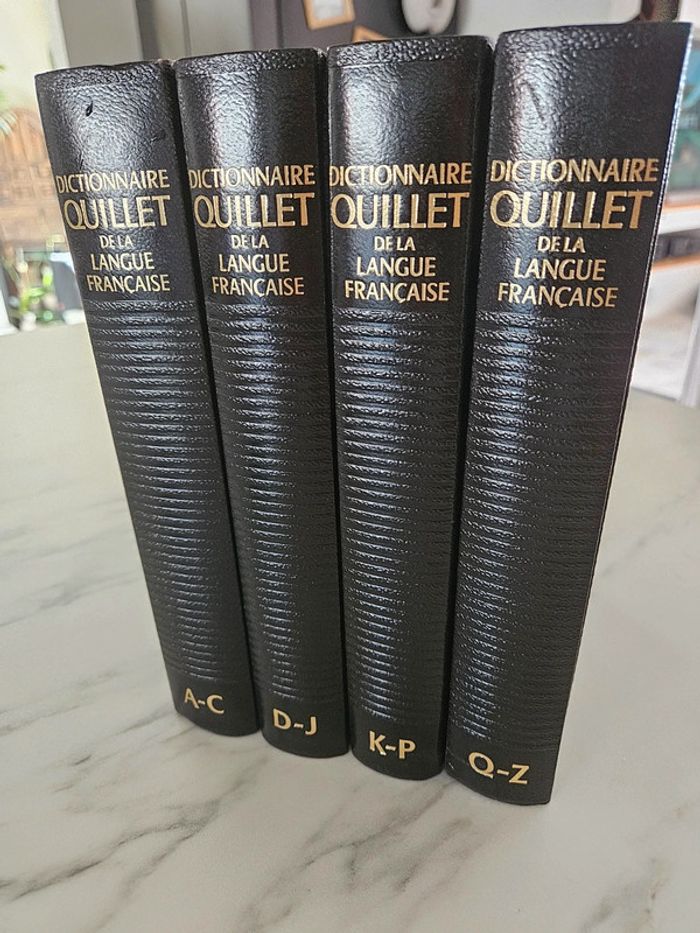 DICTIONNAIRE
QUILLET
DE LA
LANGUE
FRANÇAISE
A-C
DICTIONNAIRE
QUILLET
DE LA
LANGUE
FRANÇAISE
D-J
DICTIONNAIRE
QUILLET
DE LA
LANGUE
FRANÇAISE
K-P
DICTIONNAIRE
QUILLET
DE LA
LANGUE
FRANÇAISE
Q-Z